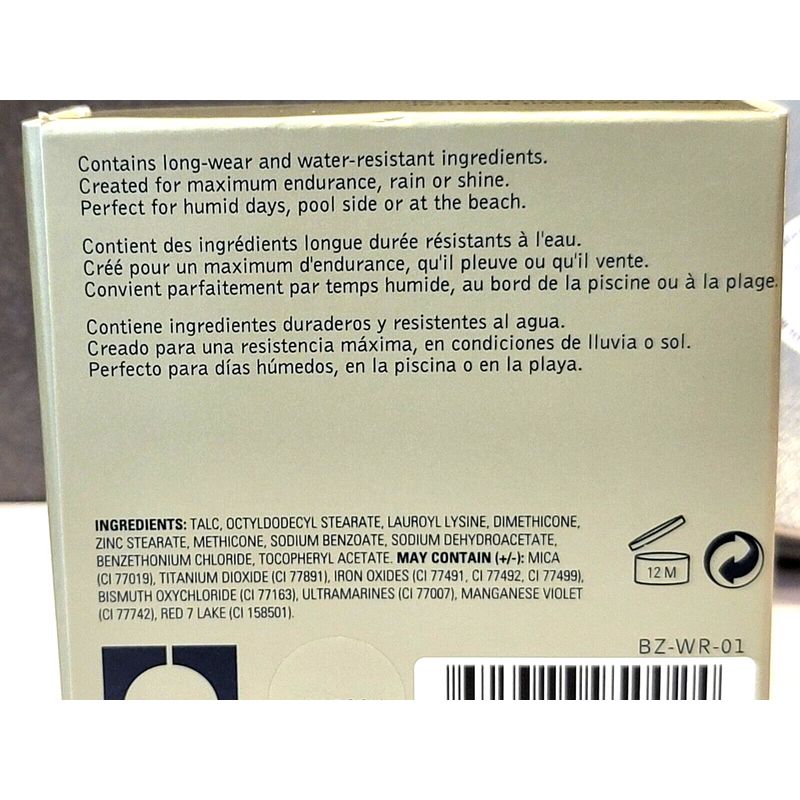 Contains long-wear and water-resistant ingredients.
Created for maximum endurance, rain or shine.
Perfect for humid days, pool side or at the beach.
Contient des ingrédients longue durée résistants à l'eau.
Créé pour un maximum d'endurance, qu'il pleuve ou qu'il vente.
Convient parfaitement par temps humide, au bord de la piscine ou à la plage.
Contiene ingredientes duraderos y resistentes al agua.
Creado para una resistencia máxima, en condiciones de lluvia o sol.
Perfecto para días húmedos, en la piscina o en la playa.
INGREDIENTS: TALC, OCTYLDODECYL STEARATE, LAUROYL LYSINE, DIMETHICONE,
ZINC STEARATE, METHICONE, SODIUM BENZOATE, SODIUM DEHYDROACETATE,
BENZETHONIUM CHLORIDE, TOCOPHERYL ACETATE. MAY CONTAIN (+/-): MICA
(CI 77019), TITANIUM DIOXIDE (CI 77891), IRON OXIDES (CI 77491, CI 77492, CI 77499),
BISMUTH OXYCHLORIDE (CI 77163), ULTRAMARINES (CI 77007), MANGANESE VIOLET
(CI 77742), RED 7 LAKE (CI 158501).
12 M
BZ-WR-01